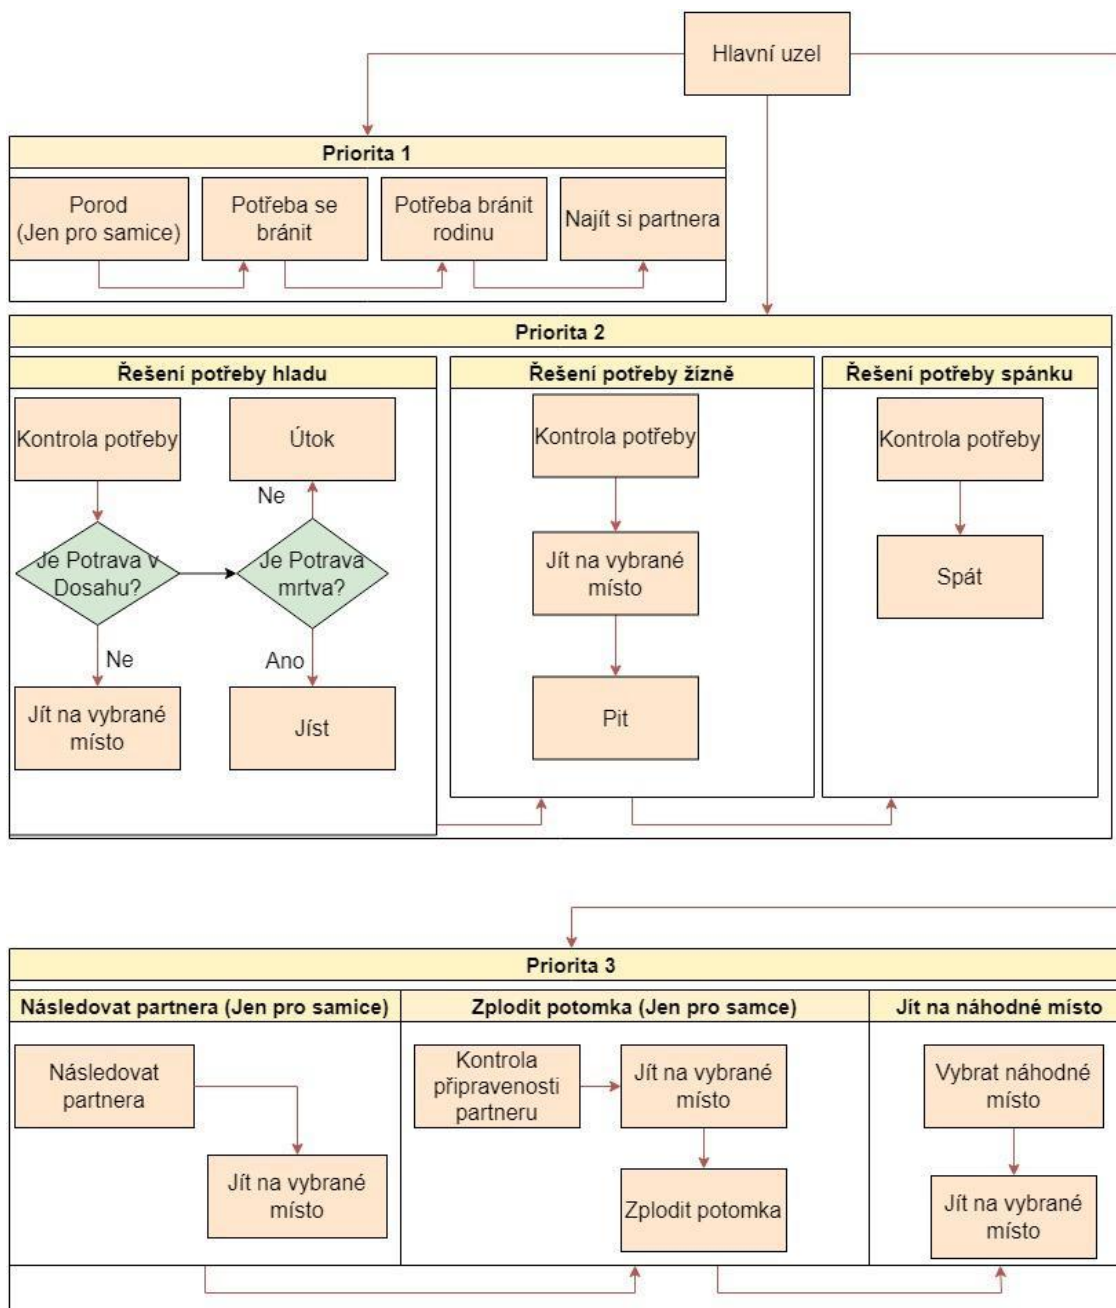 Hlavní uzel
Priorita 1
Porod
(Jen pro samice)
Potřeba se
bránit
Potřeba bránit
rodinu
Najít si partnera
Priorita 2
Řešení potřeby hladu
Kontrola potřeby
Útok
Ne
Je Potrava v
Dosahu?
Je Potrava
mrtva?
Ne
Ano
Jít na vybrané
místo
Jíst
Řešení potřeby žízně
Kontrola potřeby
Jít na vybrané
místo
Pit
Řešení potřeby spánku
Kontrola potřeby
Spát
Priorita 3
Následovat partnera (Jen pro samice)
Následovat
partnera
Jít na vybrané
místo
Zplodit potomka (Jen pro samce)
Kontrola
připravenosti
partneru
Jít na vybrané
místo
Zplodit potomka
Jít na náhodné místo
Vybrat náhodné
místo
Jít na vybrané
místo